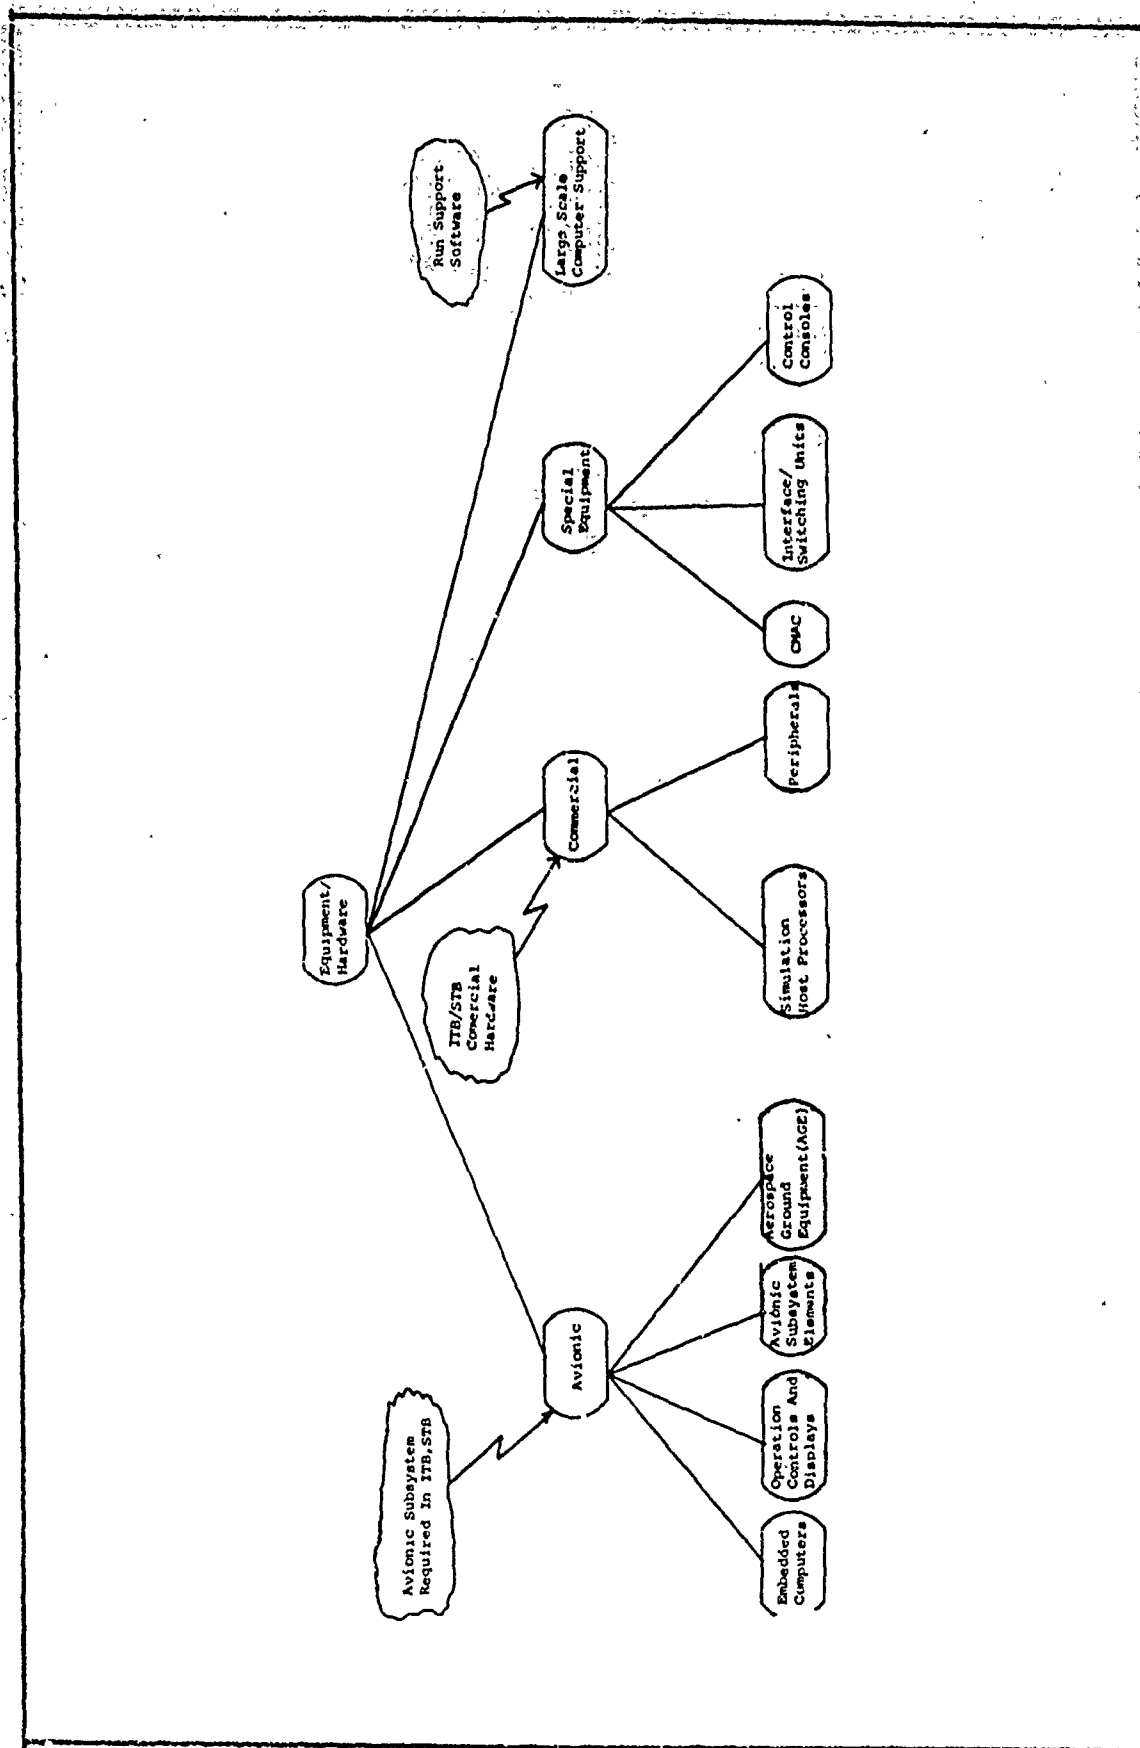 Equipment/
Hardware
Avionic Subsystem
Required In ITB,STB
ITB/STB
Comercial
Hardware
Run Support
Software
Avionic
Commercial
Special
Equipment
Large Scale
Computer Support
Embedded
Computers
Operation
Controls And
Displays
Avionic
Subsystem
Elements
Aerospace
Ground
Equipment(AGE)
Simulation
Host Processors
Peripherals
CMAC
Interface/
Switching Units
Control
Consoles